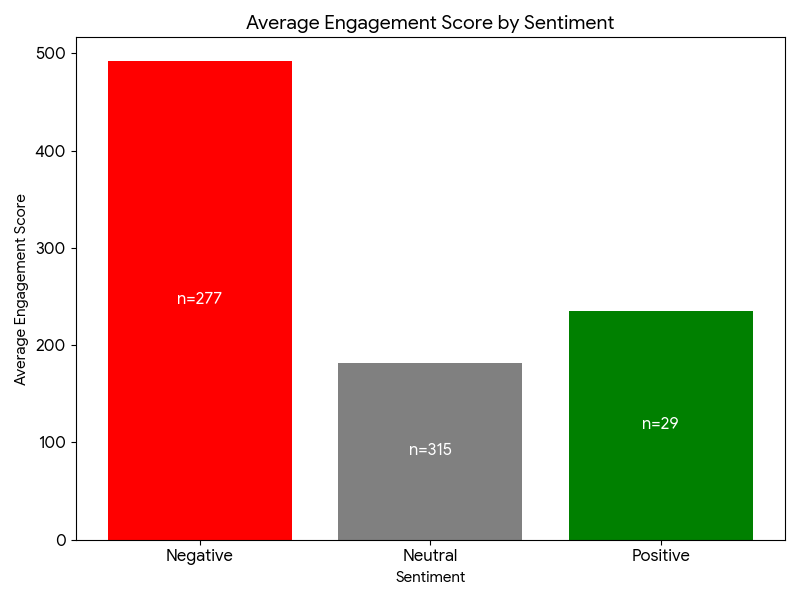 Average Engagement Score by Sentiment
500
400
300
200
100
0
Average Engagement Score
n=277
n=315
n=29
Negative Neutral Positive
Sentiment